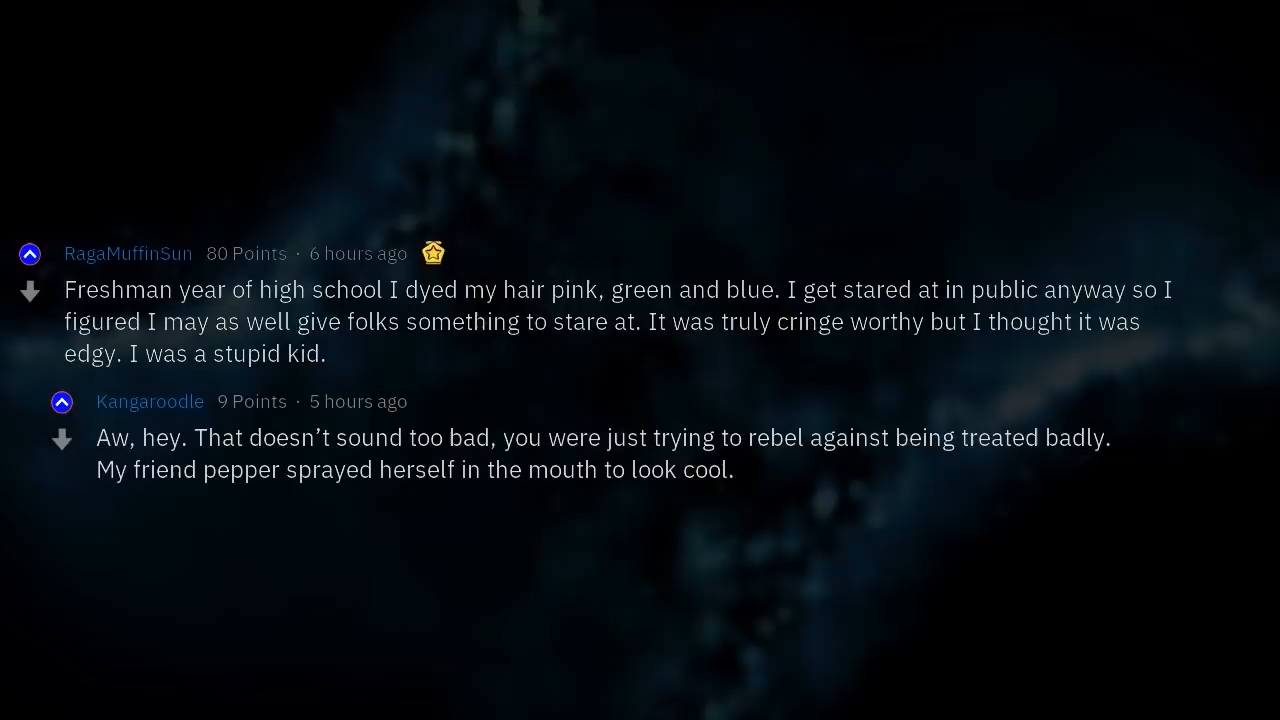 RagaMuffinSun 80 Points · 6 hours ago
Freshman year of high school I dyed my hair pink, green and blue. I get stared at in public anyway so I
figured I may as well give folks something to stare at. It was truly cringe worthy but I thought it was
edgy. I was a stupid kid.
Kangaroodle 9 Points · 5 hours ago
Aw, hey. That doesn’t sound too bad, you were just trying to rebel against being treated badly.
My friend pepper sprayed herself in the mouth to look cool.